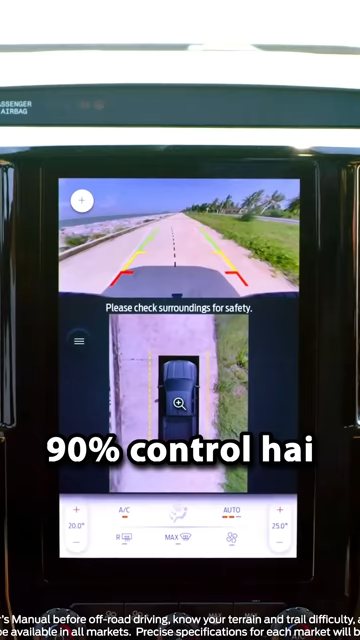 ASSENGER
AIRBAG
Please check surroundings for safety.
90% control hai
A/C
AUTO
20.0°
25.0°
R
MAX
r's Manual before off-road driving, know your terrain and trail difficulty, a
be available in all markets. Precise specifications for each market will b